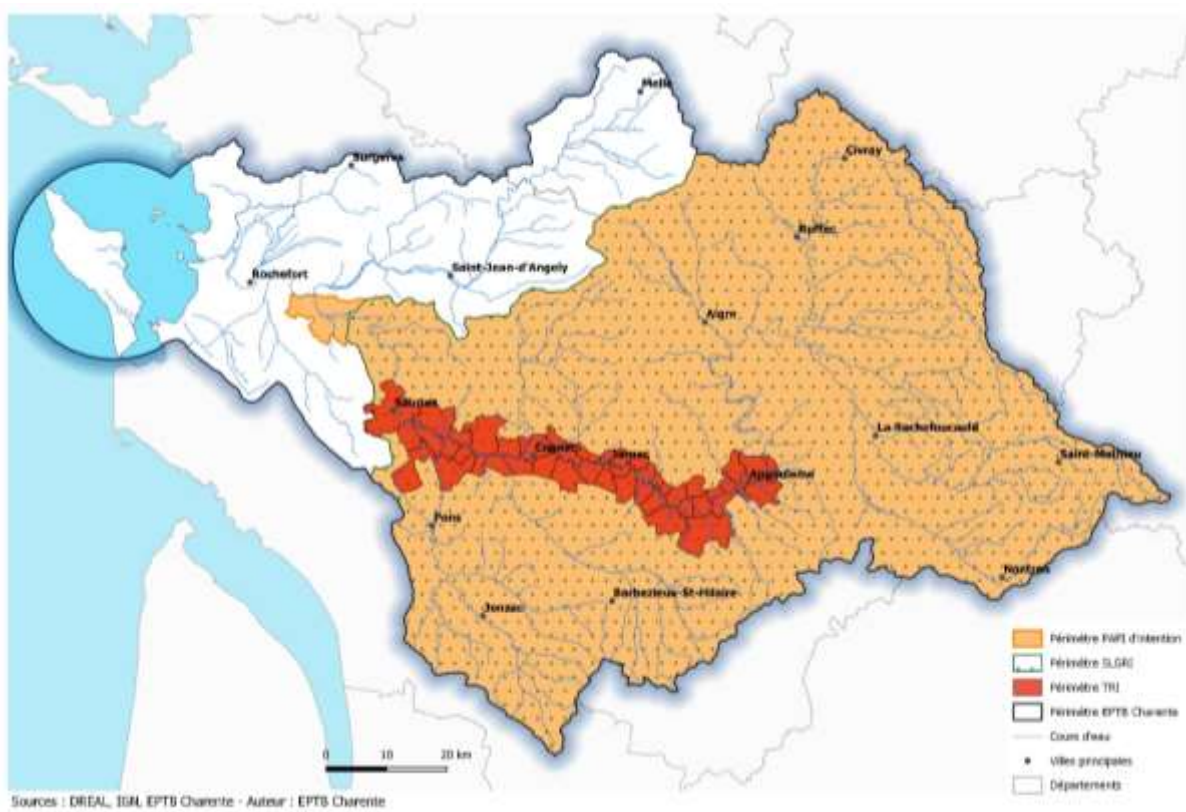 Melle
Surgères
Civray
Ruffec
Rochefort
Saint-Jean-d'Angely
Aigre
Saintes
La Rochefoucauld
Cognac
Jarnac
Saint-Mathieu
Angoulême
Pons
Nontron
Barbezieux-St-Hilaire
Jonzac
Périmètre PAPI d'intention
Périmètre SLGRI
Périmètre TRI
Périmètre EPTB Charente
Cours d'eau
Villes principales
Départements
0 10 20 km
Sources : DREAL, IGN, EPTB Charente - Auteur : EPTB Charente